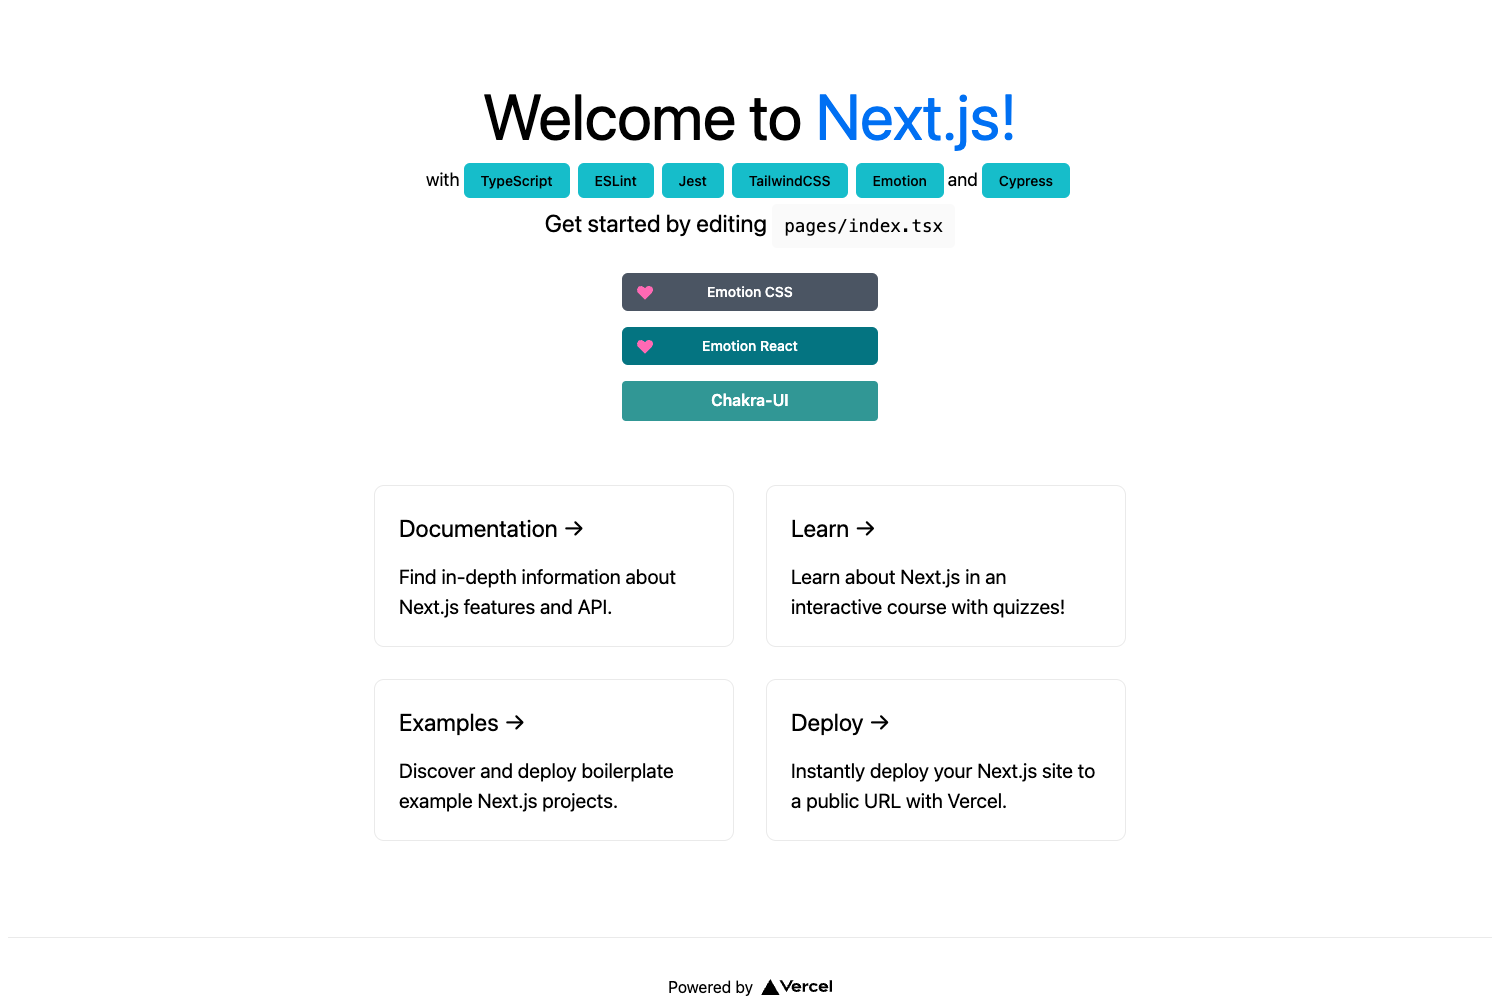 Welcome to Next.js!
with TypeScript ESLint Jest TailwindCSS Emotion and Cypress
Get started by editing pages/index.tsx
Emotion CSS
Emotion React
Chakra-UI
Documentation →
Find in-depth information about
Next.js features and API.
Learn →
Learn about Next.js in an
interactive course with quizzes!
Examples →
Discover and deploy boilerplate
example Next.js projects.
Deploy →
Instantly deploy your Next.js site to
a public URL with Vercel.
Powered by Vercel